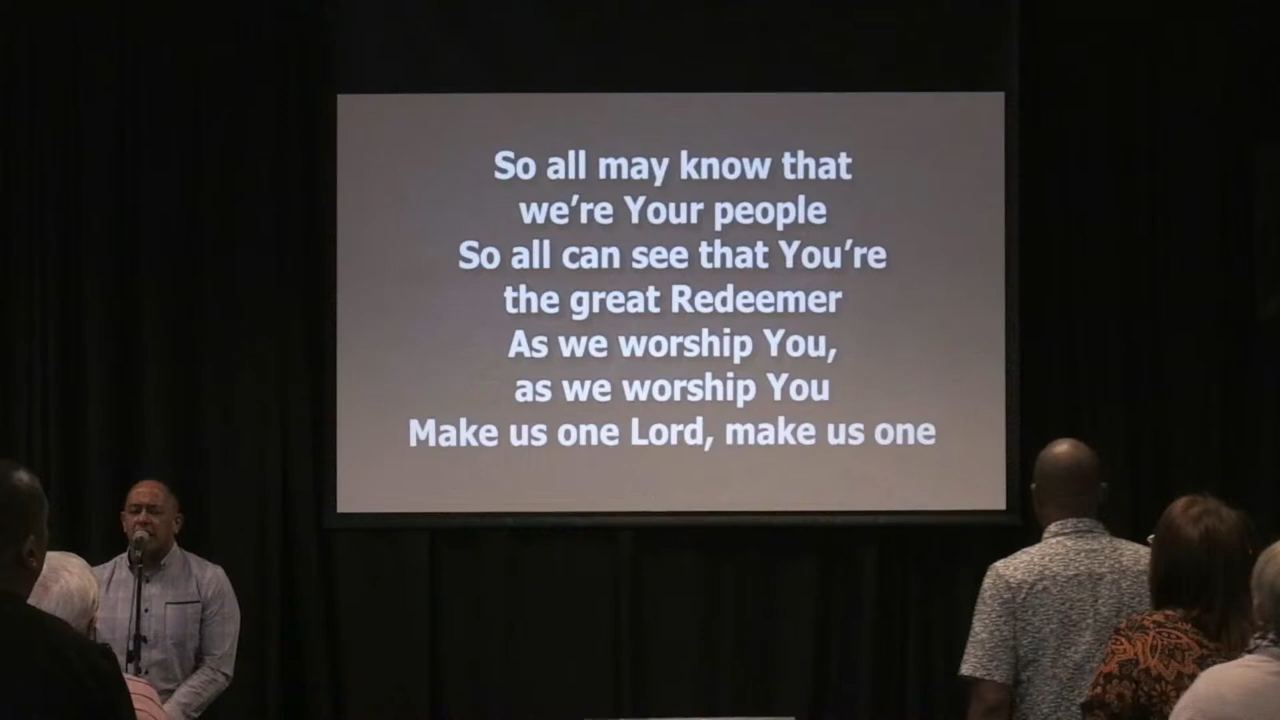 So all may know that
we're Your people
So all can see that You're
the great Redeemer
As we worship You,
as we worship You
Make us one Lord, make us one